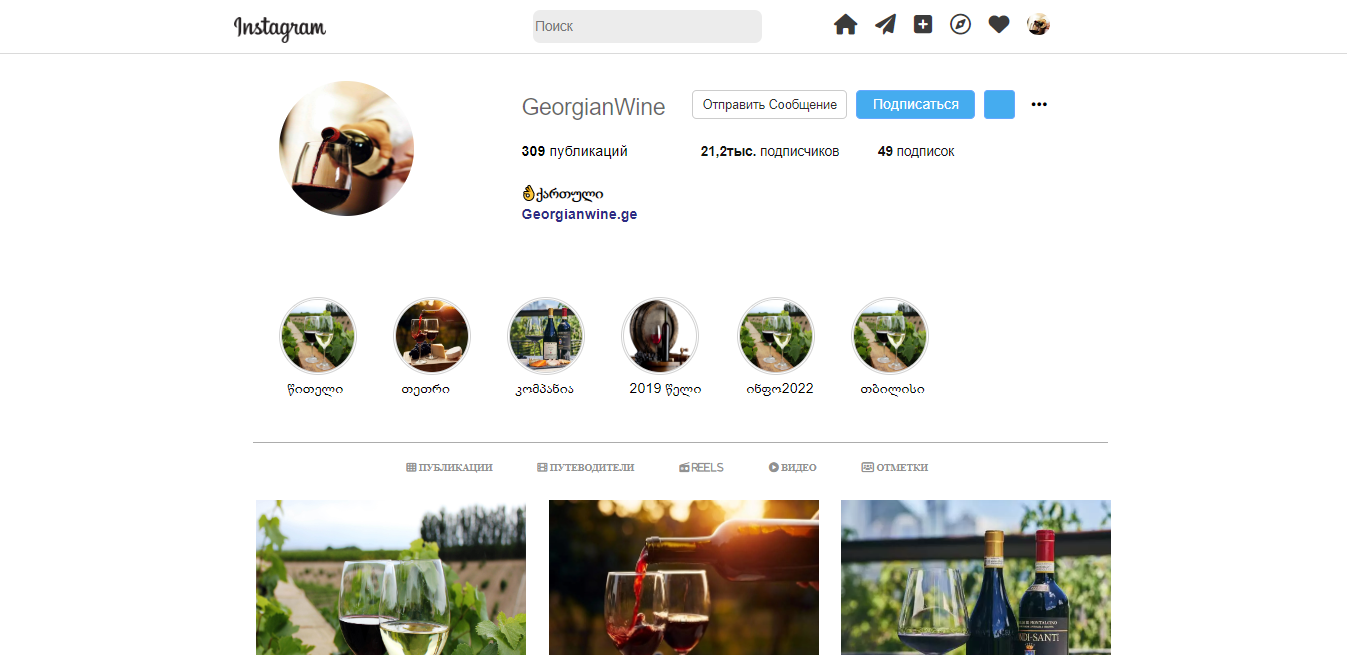 Instagram
Поиск
GeorgianWine
Отправить Сообщение
Подписаться
309 публикаций
21,2тыс. подписчиков
49 подписок
👌ქართული
Georgianwine.ge
წითელი
თეთრი
კომპანია
2019 წელი
ინფო2022
თბილისი
ПУБЛИКАЦИИ
ПУТЕВОДИТЕЛИ
REELS
ВИДЕО
ОТМЕТКИ